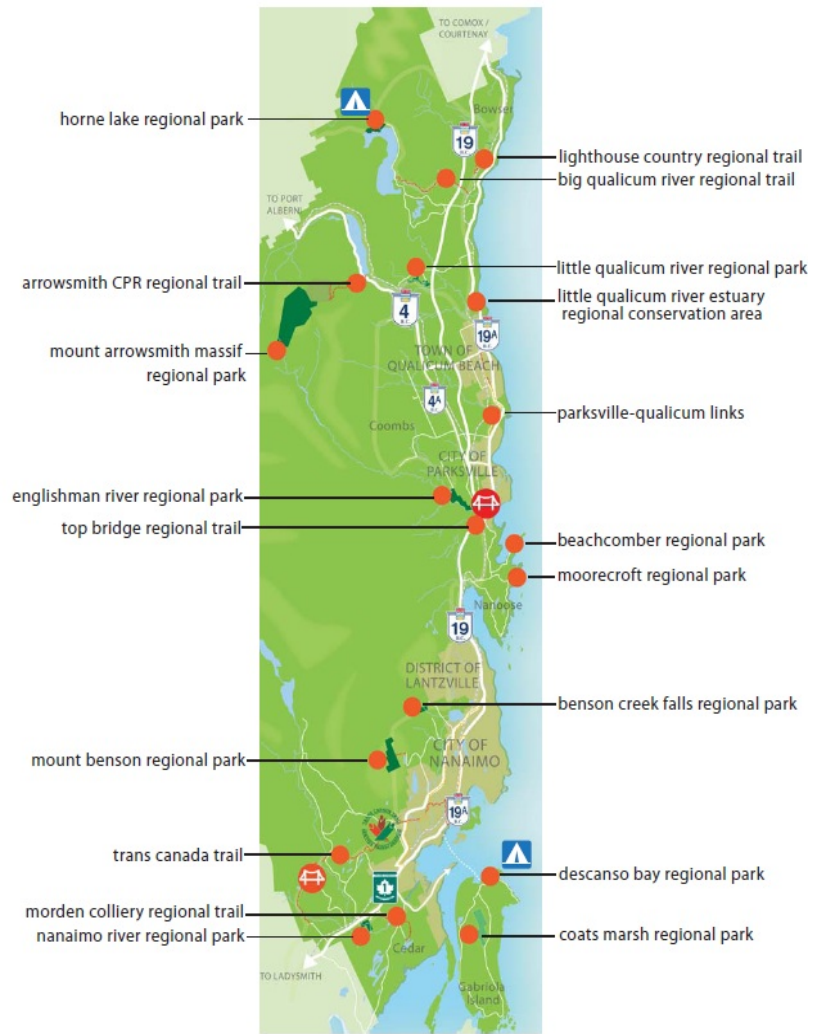 TO COMOX /
COURTENAY
horne lake regional park
Bowser
19
lighthouse country regional trail
big qualicum river regional trail
TO PORT
ALBERNI
little qualicum river regional park
arrowsmith CPR regional trail
little qualicum river estuary
regional conservation area
4
19A
mount arrowsmith massif
regional park
TOWN OF
QUALICUM BEACH
4A
parksville-qualicum links
Coombs
CITY OF
PARKSVILLE
englishman river regional park
top bridge regional trail
beachcomber regional park
moorecroft regional park
Nanoose
19
DISTRICT OF
LANTZVILLE
benson creek falls regional park
CITY OF
NANAIMO
mount benson regional park
19A
trans canada trail
descanso bay regional park
1
morden colliery regional trail
nanaimo river regional park
coats marsh regional park
Cedar
TO LADYSMITH
Gabriola
Island